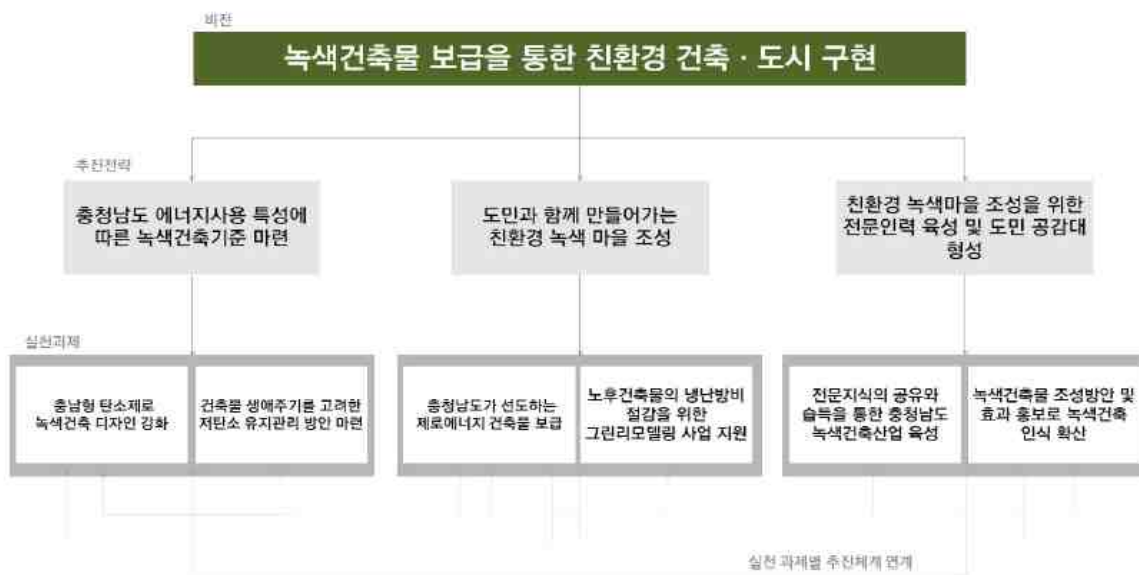 비전
녹색건축물 보급을 통한 친환경 건축 · 도시 구현
추진전략
충청남도 에너지사용 특성에
따른 녹색건축기준 마련
도민과 함께 만들어가는
친환경 녹색 마을 조성
친환경 녹색마을 조성을 위한
전문인력 육성 및 도민 공감대
형성
실천과제
충남형 탄소제로
녹색건축 디자인 강화
건축물 생애주기를 고려한
저탄소 유지관리 방안 마련
충청남도가 선도하는
제로에너지 건축물 보급
노후건축물의 냉난방비
절감을 위한
그린리모델링 사업 지원
전문지식의 공유와
습득을 통한 충청남도
녹색건축산업 육성
녹색건축물 조성방안 및
효과 홍보로 녹색건축
인식 확산
실천 과제별 추진체계 연계